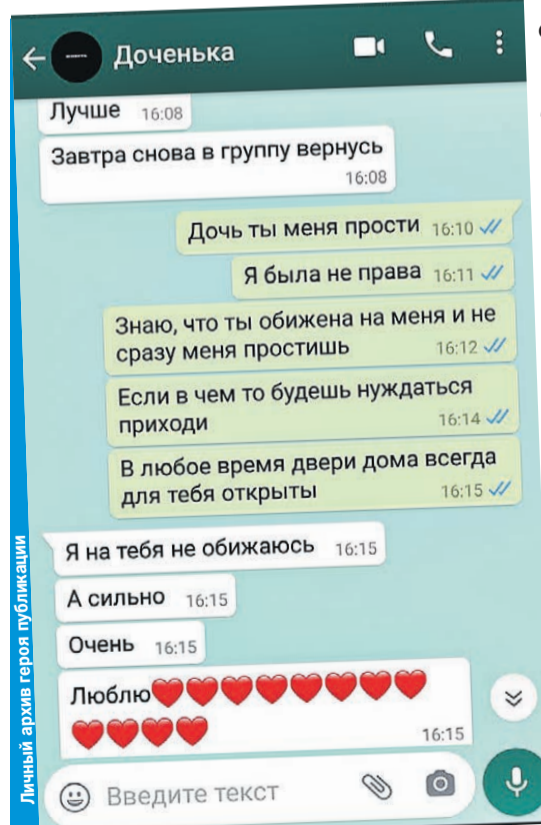 Доченька
Лучше 16:08
Завтра снова в группу вернусь
16:08
Дочь ты меня прости 16:10
Я была не права 16:11
Знаю, что ты обижена на меня и не
сразу меня простишь 16:12
Если в чем то будешь нуждаться
приходи 16:14
В любое время двери дома всегда
для тебя открыты 16:15
Я на тебя не обижаюсь 16:15
А сильно 16:15
Очень 16:15
Люблю❤️❤️❤️❤️❤️❤️❤️❤️
❤️❤️❤️❤️
16:15
Введите текст
Личный архив героя публикации